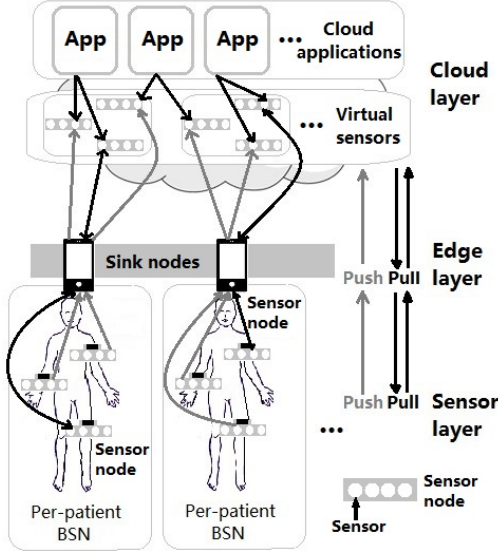 App App App ... Cloud applications
Cloud layer
... Virtual sensors
Sink nodes
Edge layer
Push Pull
Sensor node
Push Pull
Sensor layer
...
Sensor node
Sensor node
Sensor
Per-patient BSN
Per-patient BSN